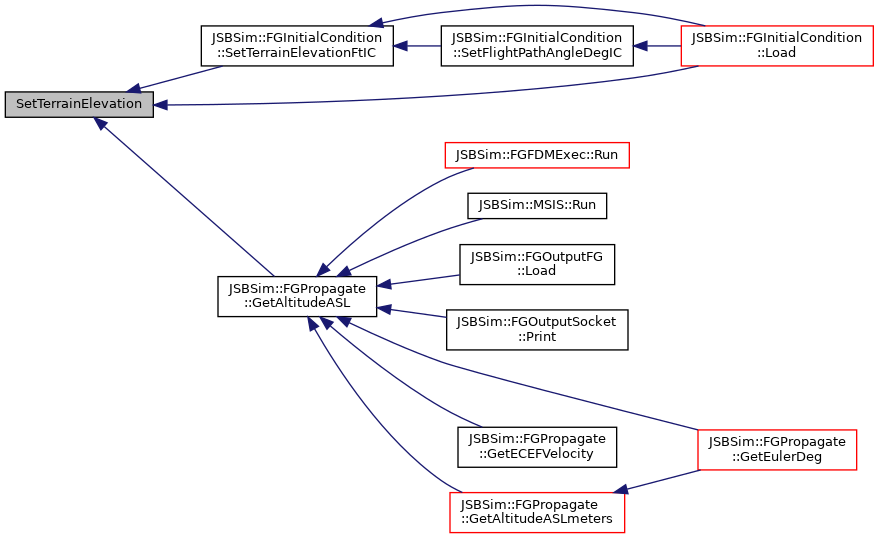 JSBSim::FGInitialCondition
::SetTerrainElevationFtIC
JSBSim::FGInitialCondition
::SetFlightPathAngleDegIC
JSBSim::FGInitialCondition
::Load
SetTerrainElevation
JSBSim::FGFDMExec::Run
JSBSim::MSIS::Run
JSBSim::FGOutputFG
::Load
JSBSim::FGPropagate
::GetAltitudeASL
JSBSim::FGOutputSocket
::Print
JSBSim::FGPropagate
::GetECEFVelocity
JSBSim::FGPropagate
::GetEulerDeg
JSBSim::FGPropagate
::GetAltitudeASLmeters